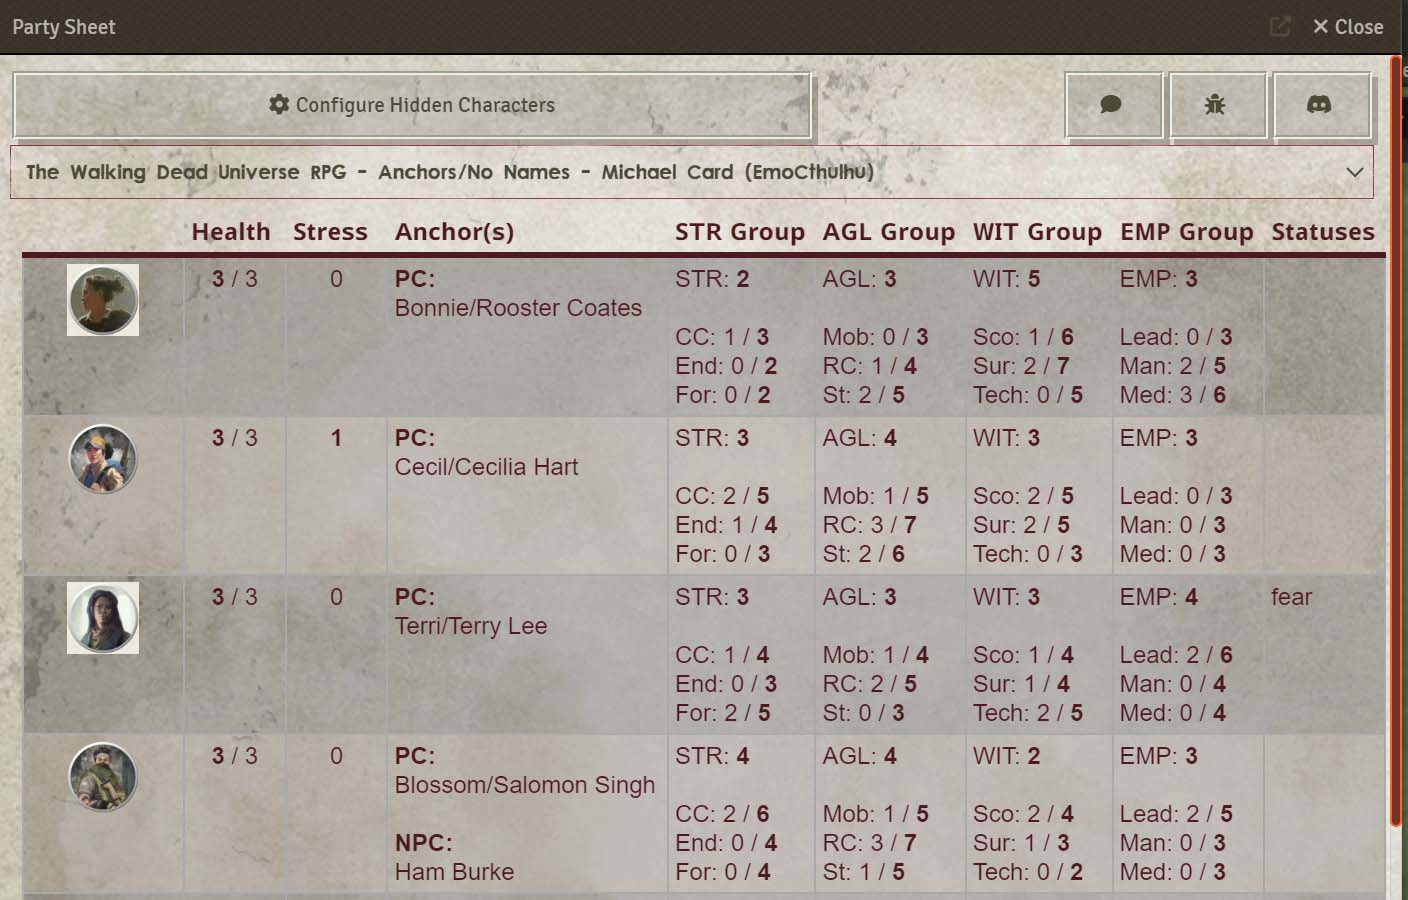 Party Sheet
Close
Configure Hidden Characters
The Walking Dead Universe RPG - Anchors/No Names - Michael Card (EmoCthulhu)
Health Stress Anchor(s) STR Group AGL Group WIT Group EMP Group Statuses
3 / 3 0 PC: STR: 2 AGL: 3 WIT: 5 EMP: 3
Bonnie/Rooster Coates
CC: 1 / 3 Mob: 0 / 3 Sco: 1 / 6 Lead: 0 / 3
End: 0 / 2 RC: 1 / 4 Sur: 2 / 7 Man: 2 / 5
For: 0 / 2 St: 2 / 5 Tech: 0 / 5 Med: 3 / 6
3 / 3 1 PC: STR: 3 AGL: 4 WIT: 3 EMP: 3
Cecil/Cecilia Hart
CC: 2 / 5 Mob: 1 / 5 Sco: 2 / 5 Lead: 0 / 3
End: 1 / 4 RC: 3 / 7 Sur: 2 / 5 Man: 0 / 3
For: 0 / 3 St: 2 / 6 Tech: 0 / 3 Med: 0 / 3
3 / 3 0 PC: STR: 3 AGL: 3 WIT: 3 EMP: 4 fear
Terri/Terry Lee
CC: 1 / 4 Mob: 1 / 4 Sco: 1 / 4 Lead: 2 / 6
End: 0 / 3 RC: 2 / 5 Sur: 1 / 4 Man: 0 / 4
For: 2 / 5 St: 0 / 3 Tech: 2 / 5 Med: 0 / 4
3 / 3 0 PC: STR: 4 AGL: 4 WIT: 2 EMP: 3
Blossom/Salomon Singh
CC: 2 / 6 Mob: 1 / 5 Sco: 2 / 4 Lead: 2 / 5
NPC: End: 0 / 4 RC: 3 / 7 Sur: 1 / 3 Man: 0 / 3
Ham Burke For: 0 / 4 St: 1 / 5 Tech: 0 / 2 Med: 0 / 3